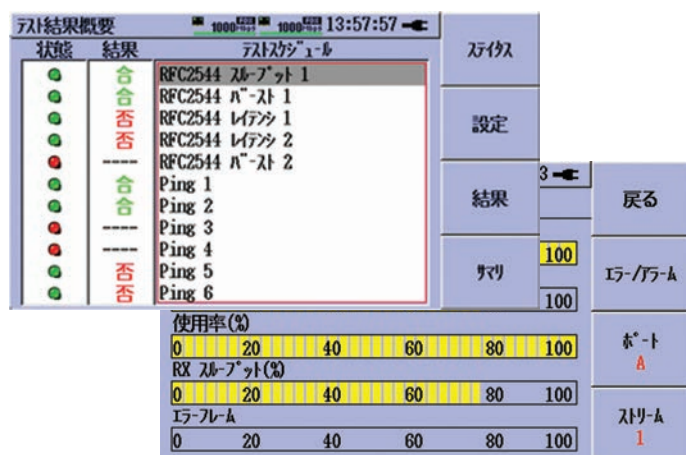 テスト結果概要 1000 1000 13:57:57
状態 結果 テストスケジュール
合 RFC2544 スループット 1
合 RFC2544 バースト 1
否 RFC2544 レイテンシ 1
否 RFC2544 レイテンシ 2
---- RFC2544 バースト 2
合 Ping 1
合 Ping 2
---- Ping 3
---- Ping 4
否 Ping 5
否 Ping 6
ステイタス
設定
結果
サマリ
3
100
100
使用率(%)
0 20 40 60 80 100
RX スループット(%)
0 20 40 60 80 100
エラーフレーム
0 20 40 60 80 100
戻る
エラー/アラーム
ポート
A
ストリーム
1